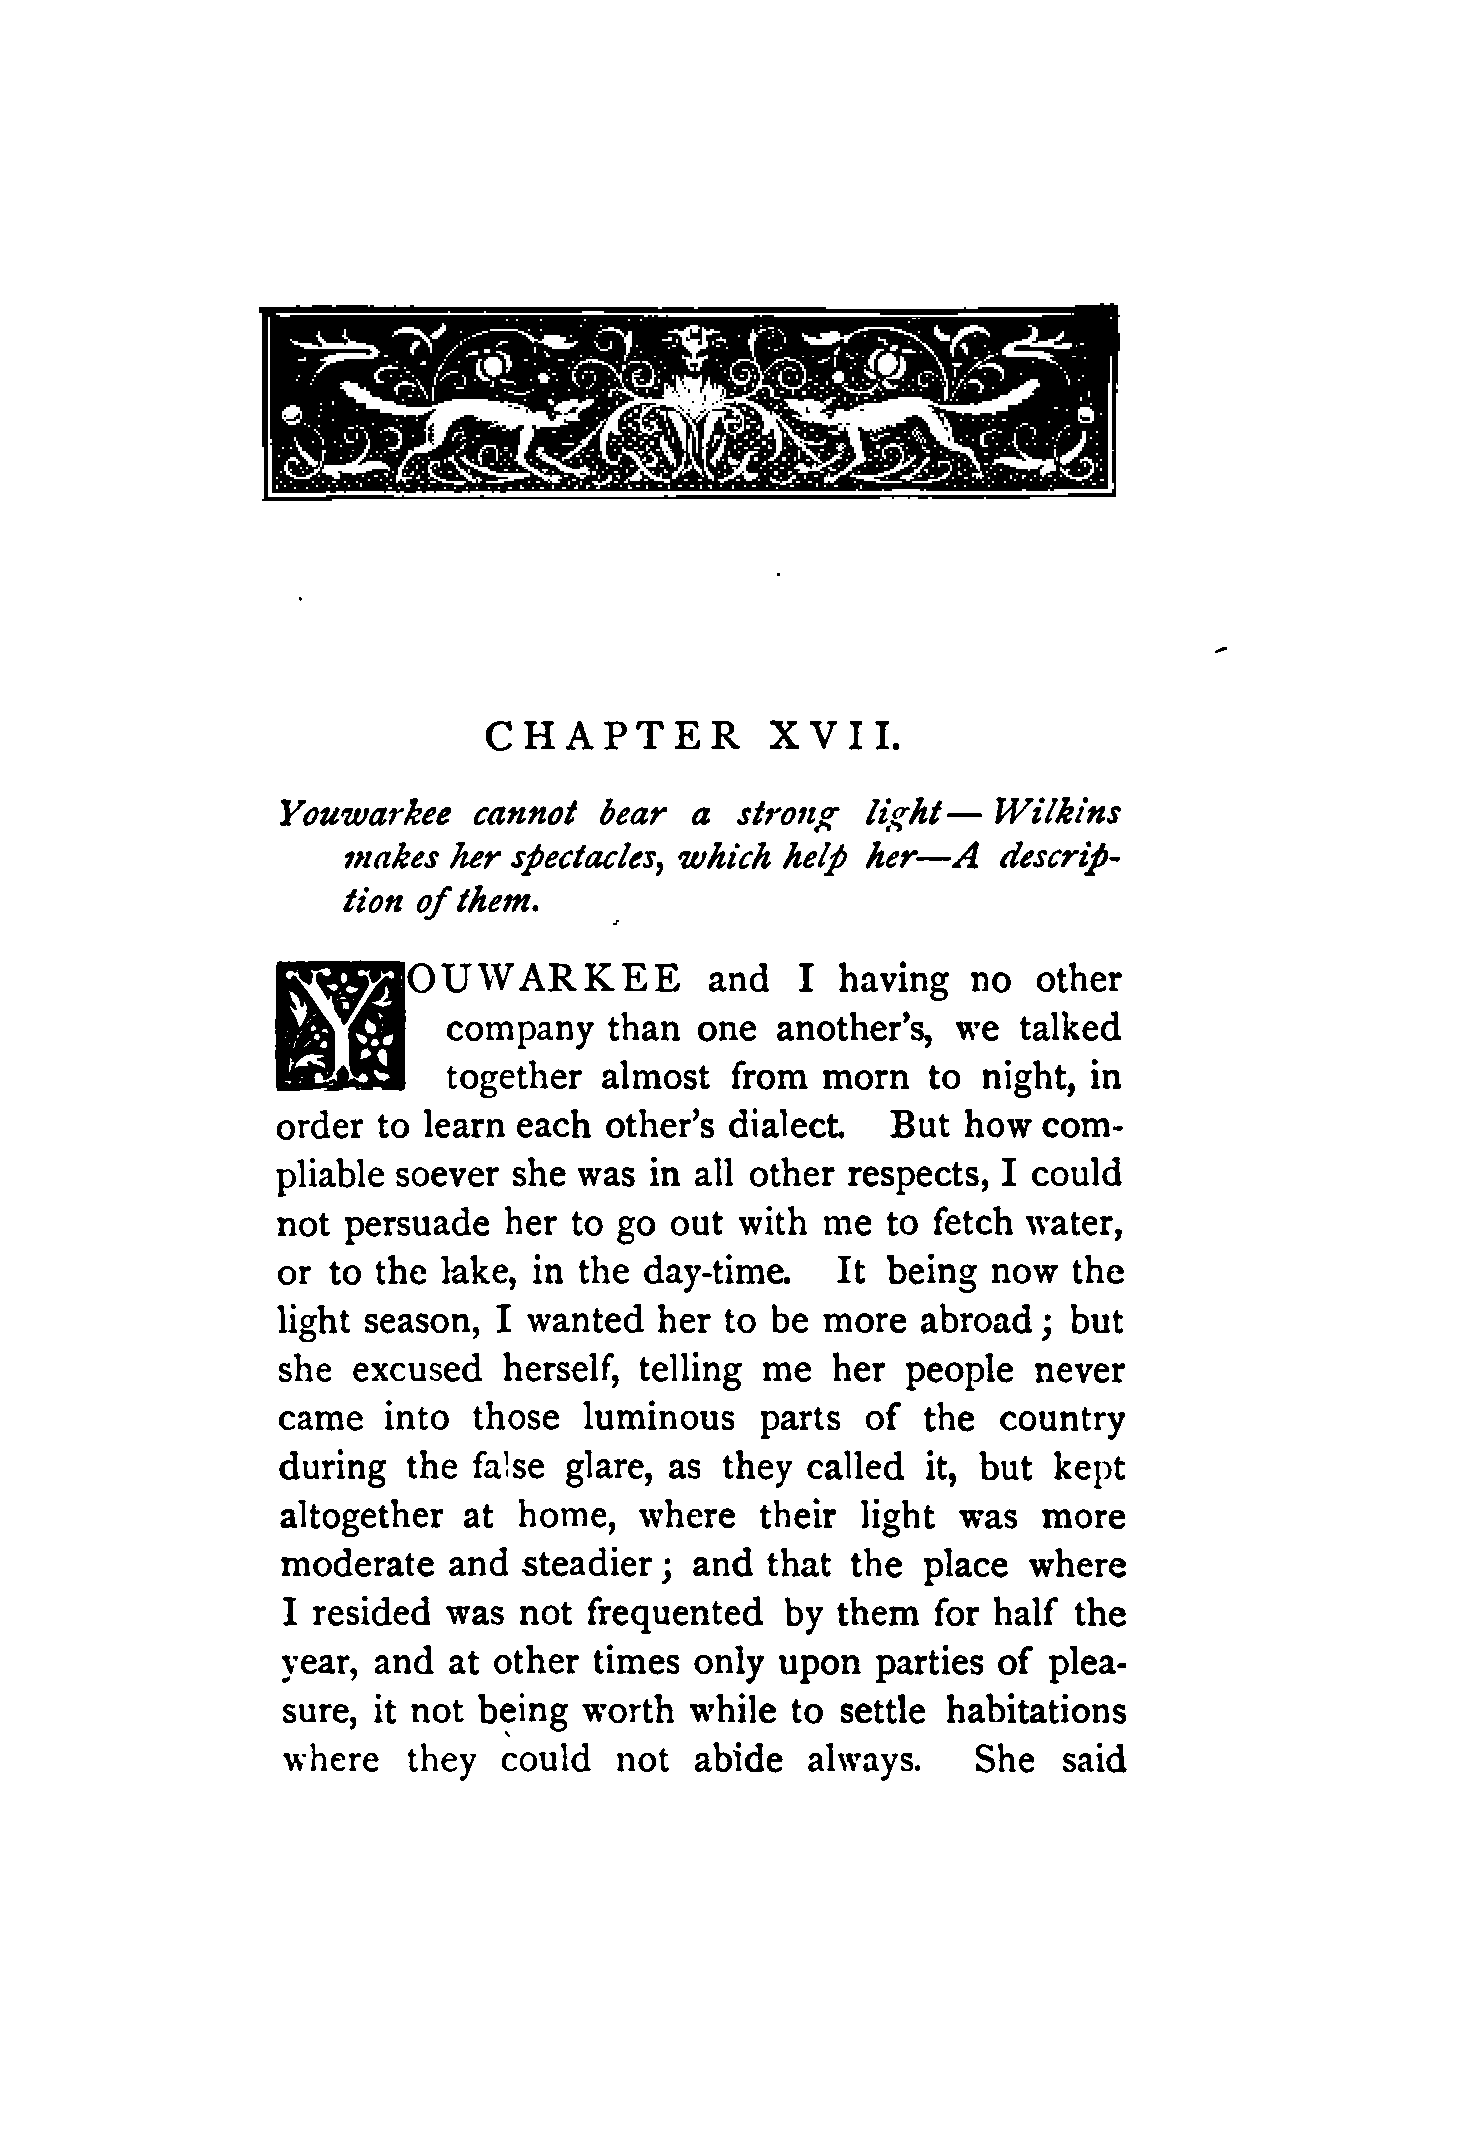 CHAPTER XVII.
Youwarkee cannot bear a strong light— Wilkins
makes her spectacles, which help her—A descrip-
tion of them.
YOUWARKEE and I having no other
company than one another's, we talked
together almost from morn to night, in
order to learn each other's dialect. But how com-
pliable soever she was in all other respects, I could
not persuade her to go out with me to fetch water,
or to the lake, in the day-time. It being now the
light season, I wanted her to be more abroad; but
she excused herself, telling me her people never
came into those luminous parts of the country
during the false glare, as they called it, but kept
altogether at home, where their light was more
moderate and steadier; and that the place where
I resided was not frequented by them for half the
year, and at other times only upon parties of plea-
sure, it not being worth while to settle habitations
where they could not abide always. She said